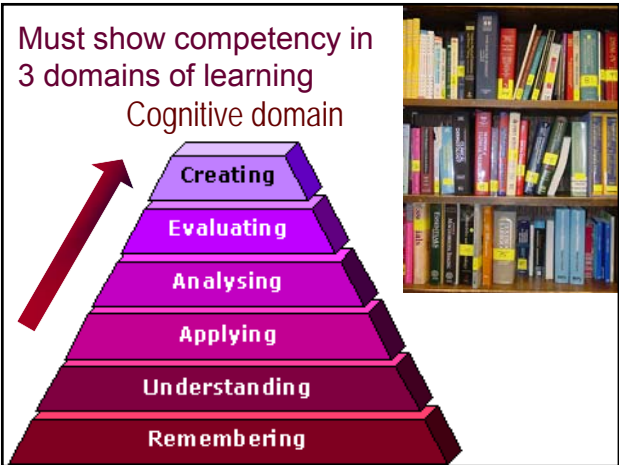 Must show competency in
3 domains of learning
Cognitive domain
Creating
Evaluating
Analysing
Applying
Understanding
Remembering